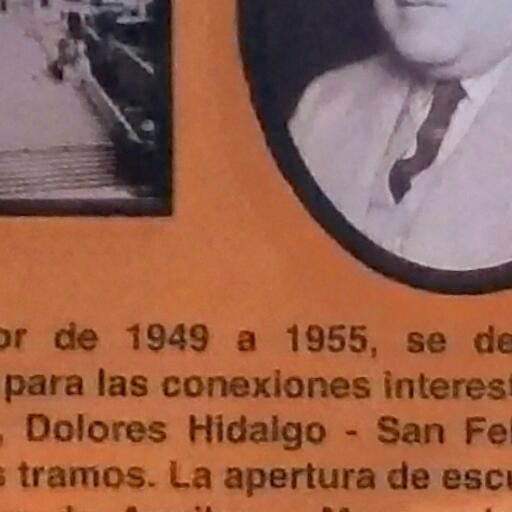 or de 1949 a 1955, se de
para las conexiones interest
, Dolores Hidalgo - San Fel
s tramos. La apertura de escu